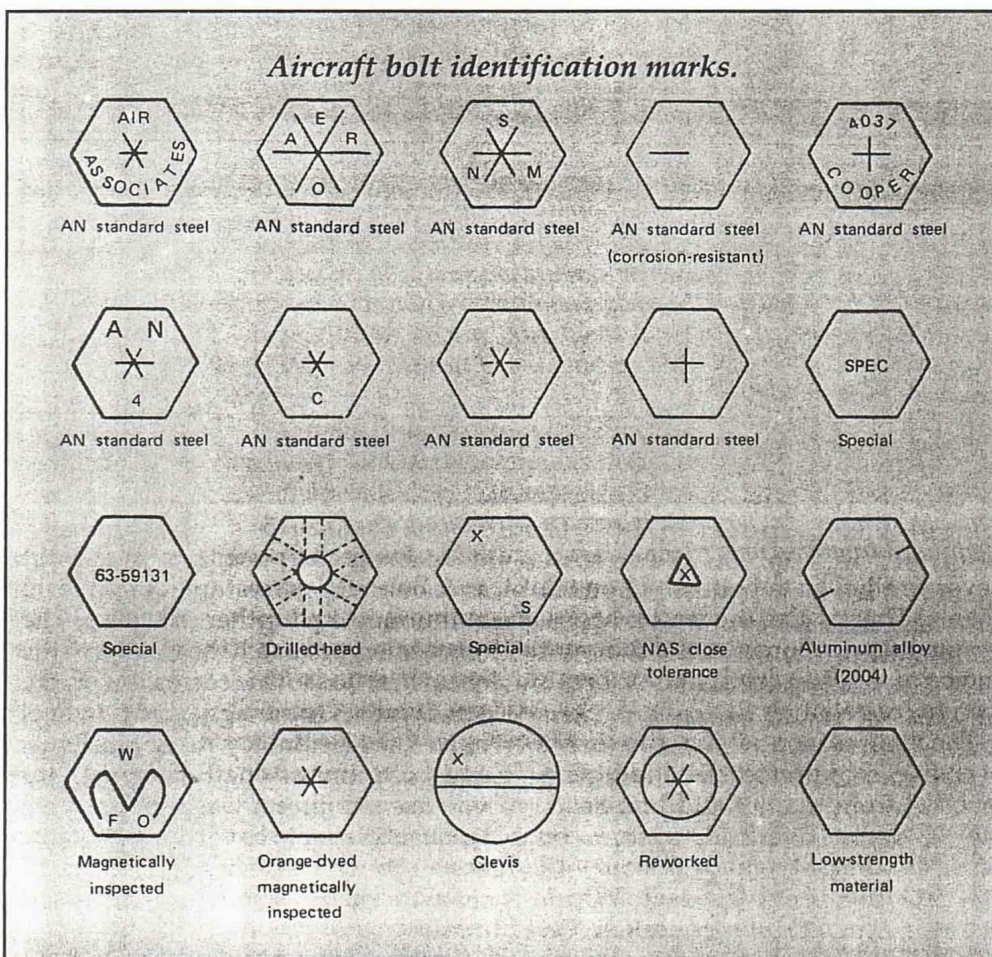 Aircraft bolt identification marks.
AIR
ASSOCIATES
AN standard steel
A E R O
AN standard steel
S N M
AN standard steel
AN standard steel
(corrosion-resistant)
4037
COOPER
AN standard steel
A N
4
AN standard steel
C
AN standard steel
AN standard steel
AN standard steel
SPEC
Special
63-59131
Special
Drilled-head
X
S
Special
X
NAS close
tolerance
Aluminum alloy
(2004)
W
F O
Magnetically
inspected
Orange-dyed
magnetically
inspected
X
Clevis
Reworked
Low-strength
material